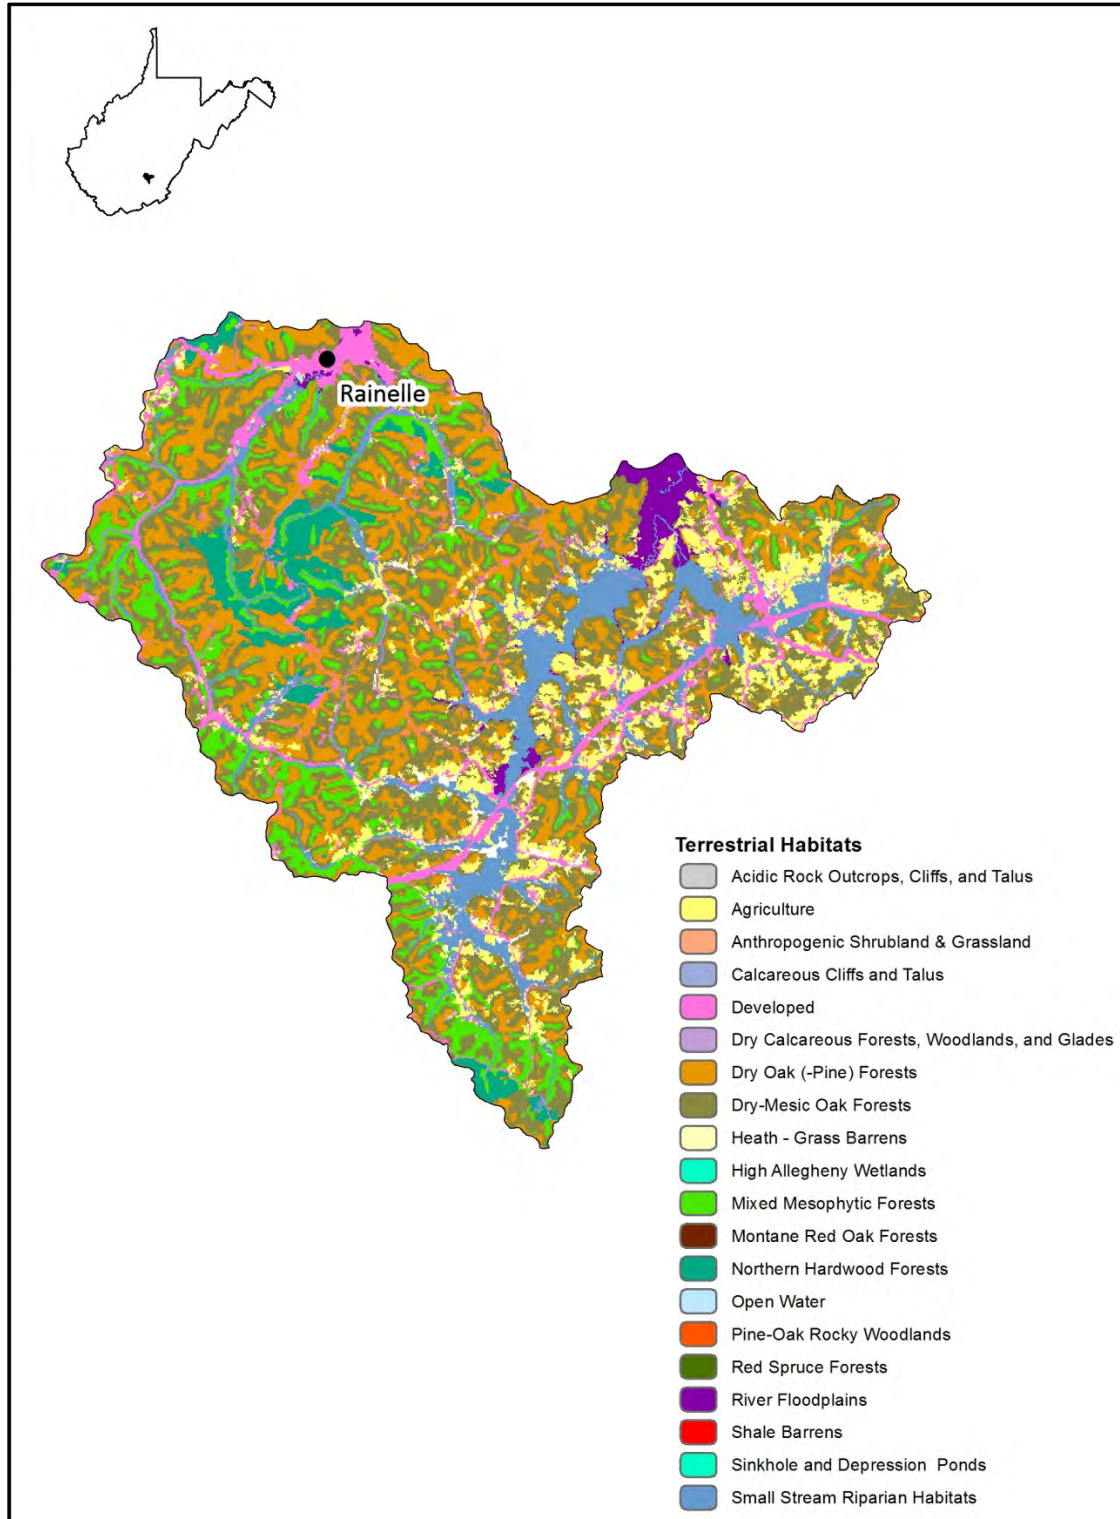 Rainelle
Terrestrial Habitats
Acidic Rock Outcrops, Cliffs, and Talus
Agriculture
Anthropogenic Shrubland & Grassland
Calcareous Cliffs and Talus
Developed
Dry Calcareous Forests, Woodlands, and Glades
Dry Oak (-Pine) Forests
Dry-Mesic Oak Forests
Heath - Grass Barrens
High Allegheny Wetlands
Mixed Mesophytic Forests
Montane Red Oak Forests
Northern Hardwood Forests
Open Water
Pine-Oak Rocky Woodlands
Red Spruce Forests
River Floodplains
Shale Barrens
Sinkhole and Depression  Ponds
Small Stream Riparian Habitats